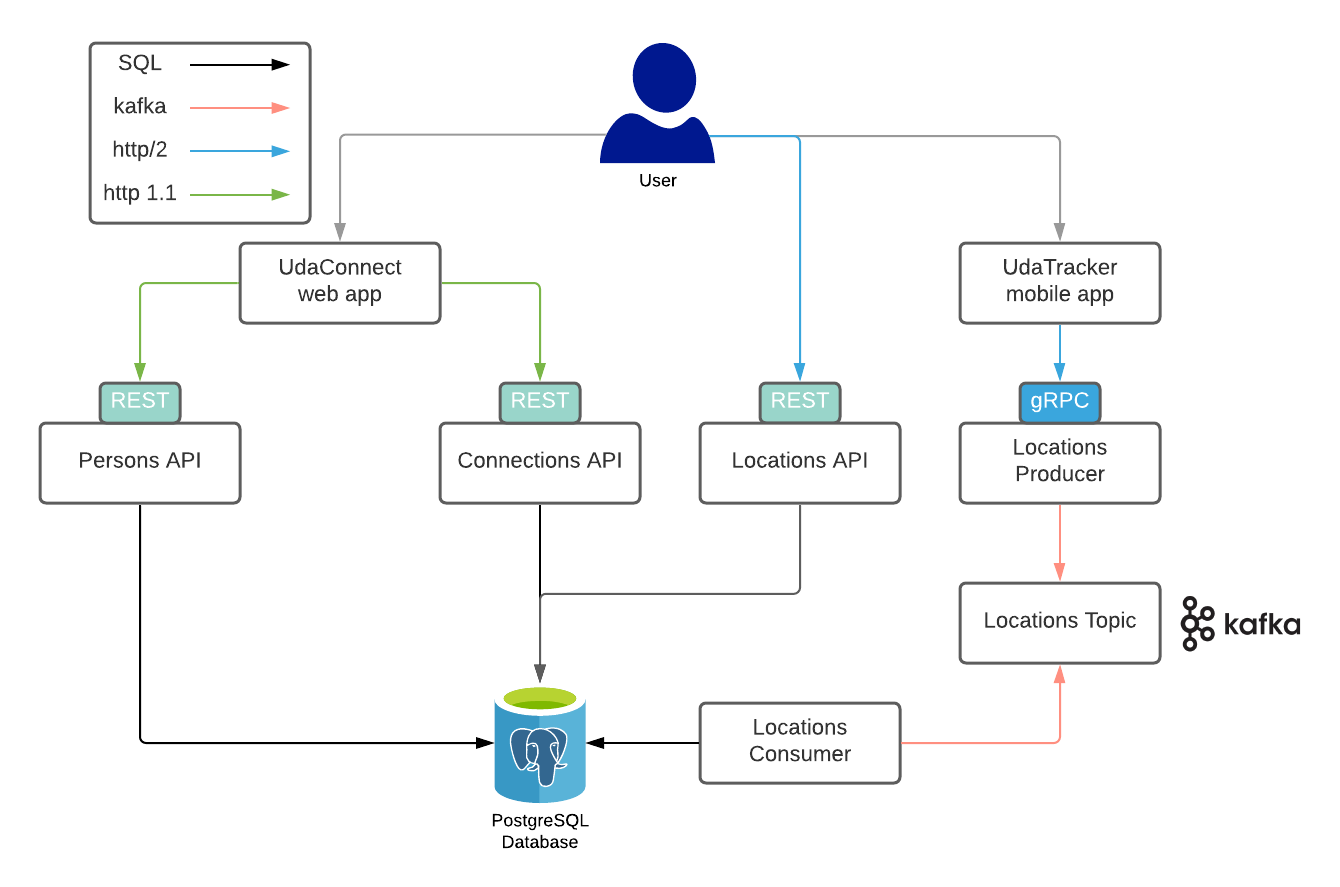 SQL
kafka
http/2
http 1.1
User
UdaConnect
web app
UdaTracker
mobile app
REST
REST
REST
gRPC
Persons API
Connections API
Locations API
Locations
Producer
Locations Topic
kafka
Locations
Consumer
PostgreSQL
Database